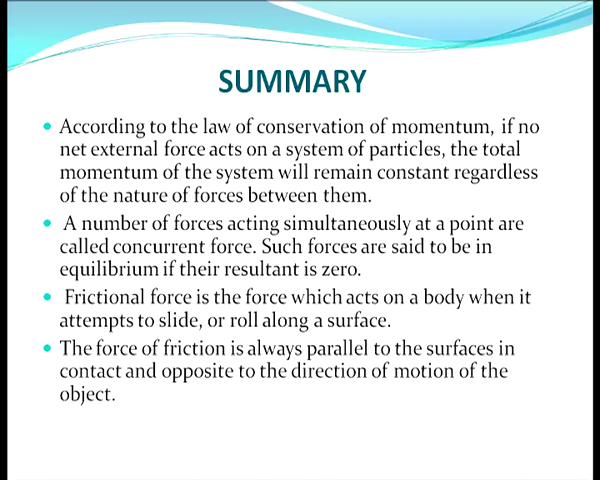 SUMMARY
• According to the law of conservation of momentum, if no
net external force acts on a system of particles, the total
momentum of the system will remain constant regardless
of the nature of forces between them.
• A number of forces acting simultaneously at a point are
called concurrent force. Such forces are said to be in
equilibrium if their resultant is zero.
• Frictional force is the force which acts on a body when it
attempts to slide, or roll along a surface.
• The force of friction is always parallel to the surfaces in
contact and opposite to the direction of motion of the
object.